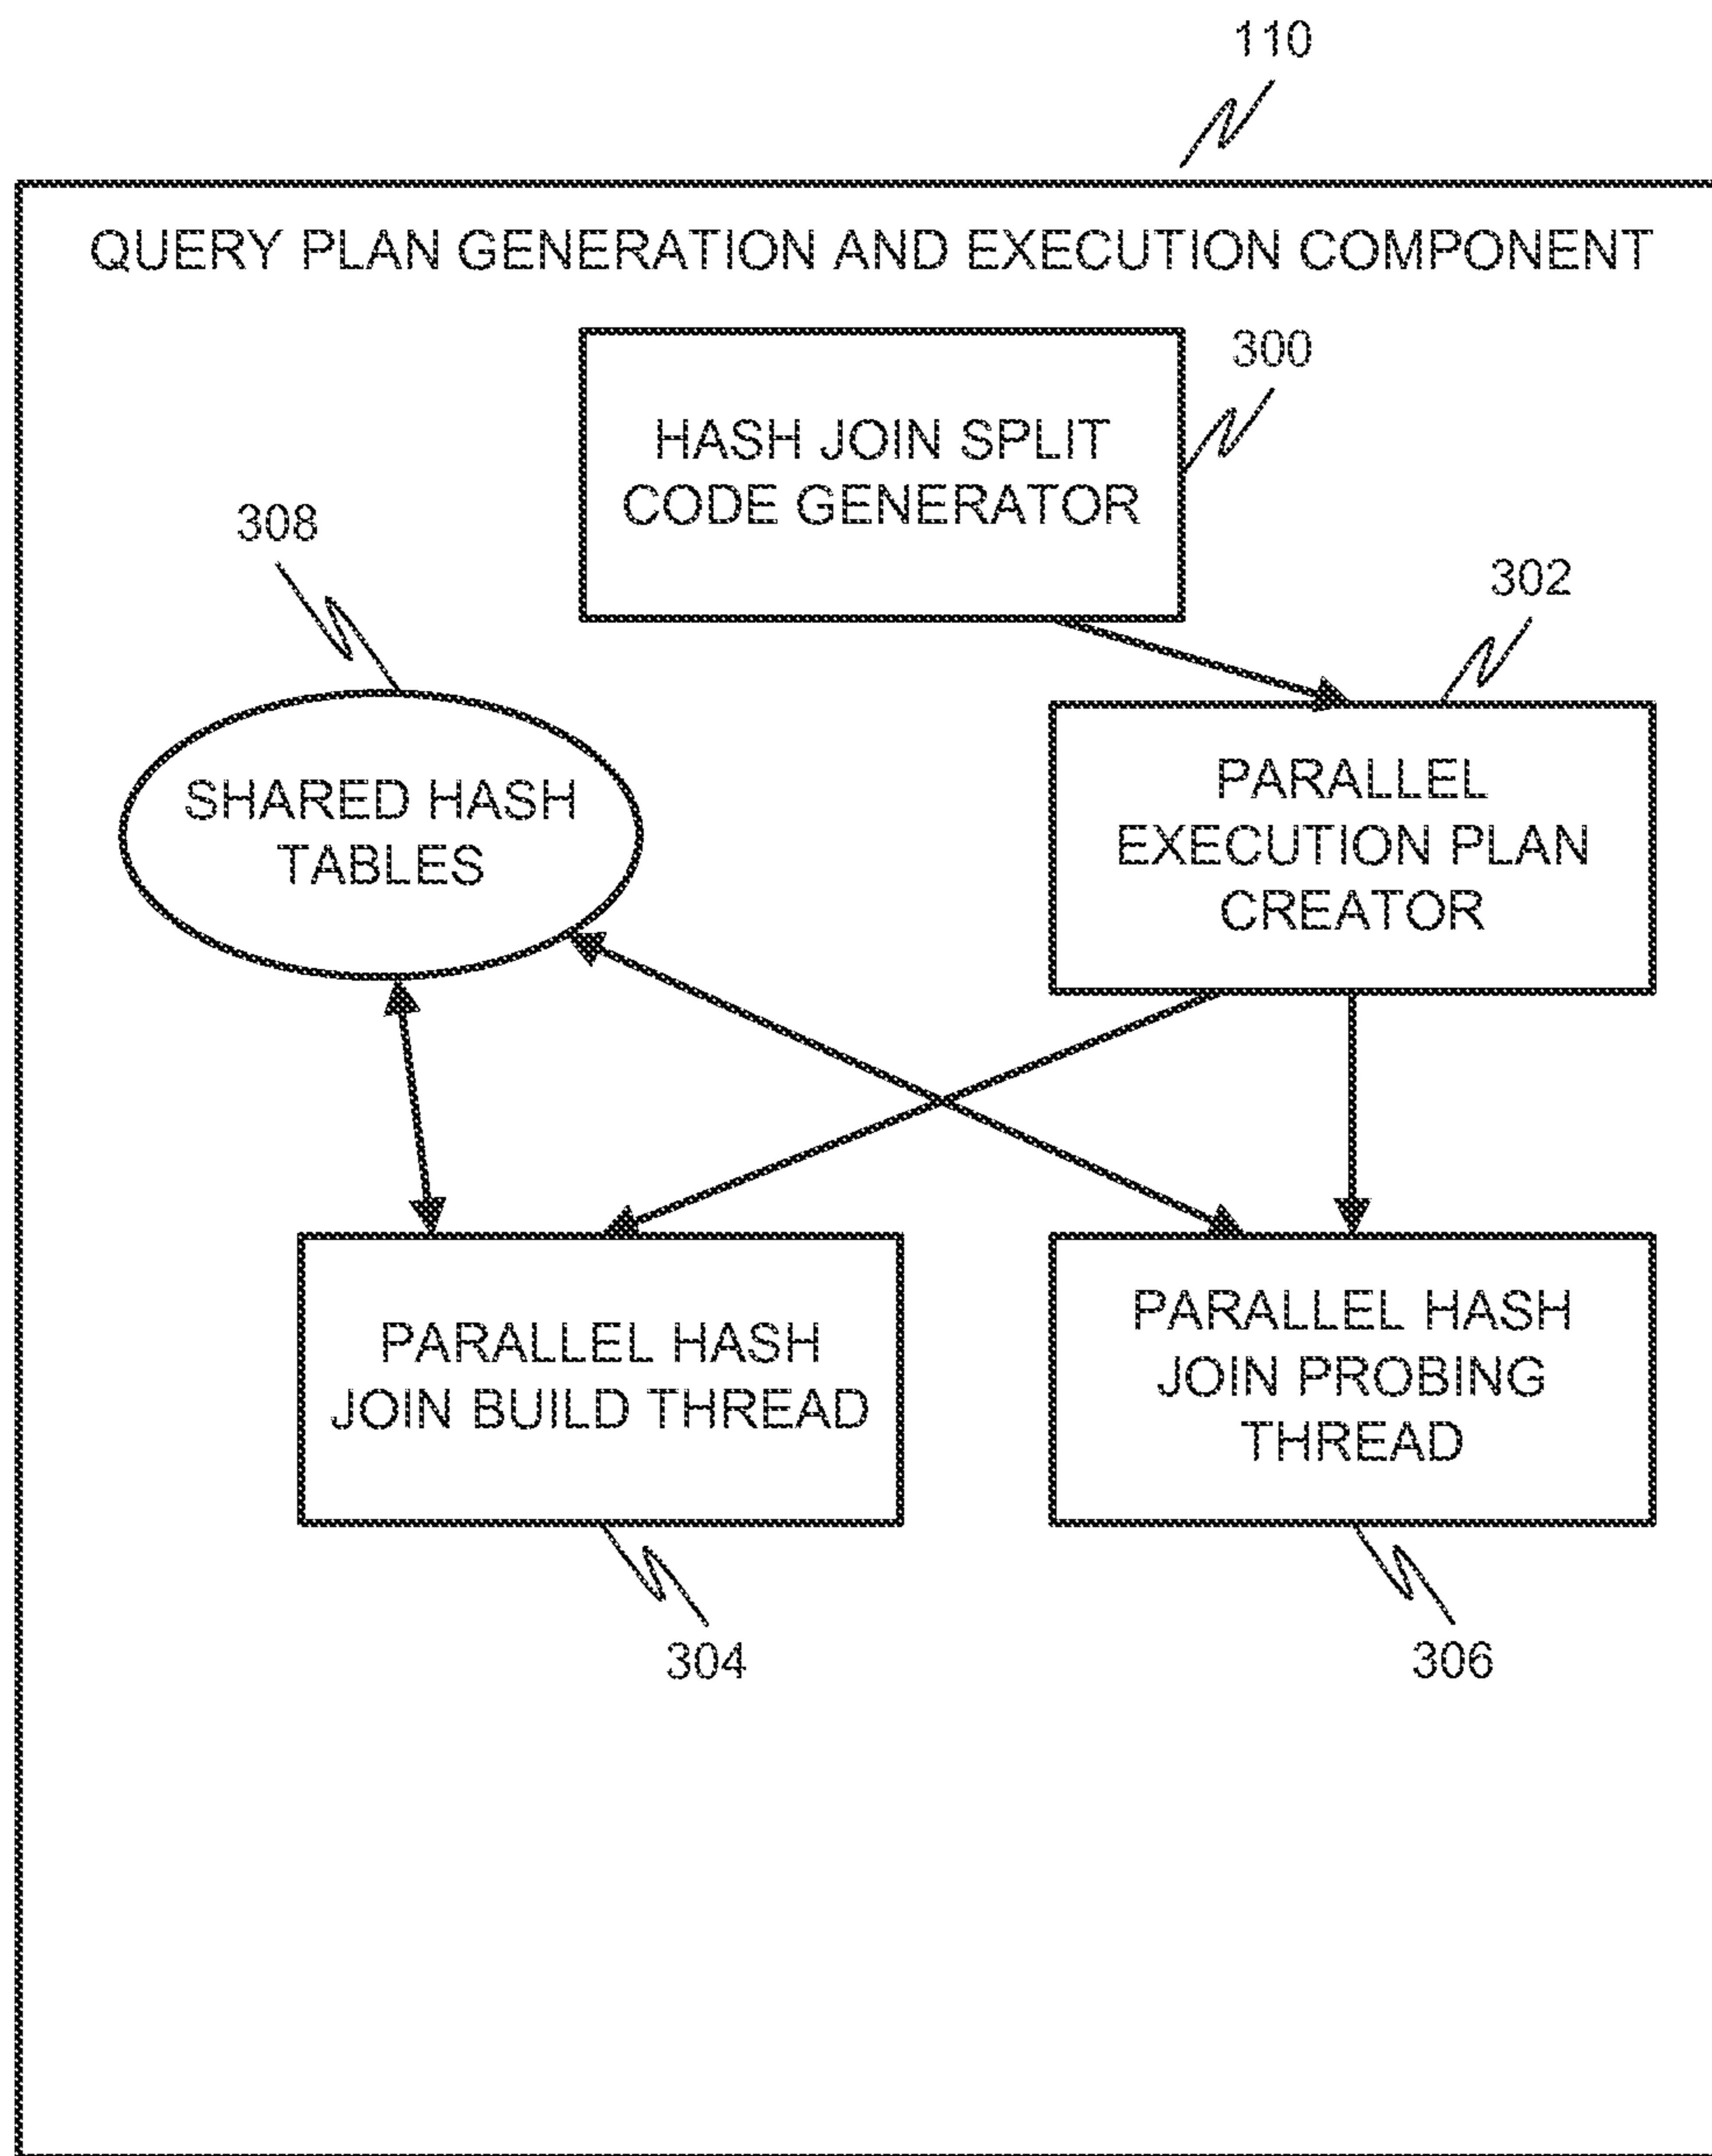 110
QUERY PLAN GENERATION AND EXECUTION COMPONENT
300
HASH JOIN SPLIT
CODE GENERATOR
308
302
SHARED HASH
TABLES
PARALLEL
EXECUTION PLAN
CREATOR
PARALLEL HASH
JOIN BUILD THREAD
PARALLEL HASH
JOIN PROBING
THREAD
304
306